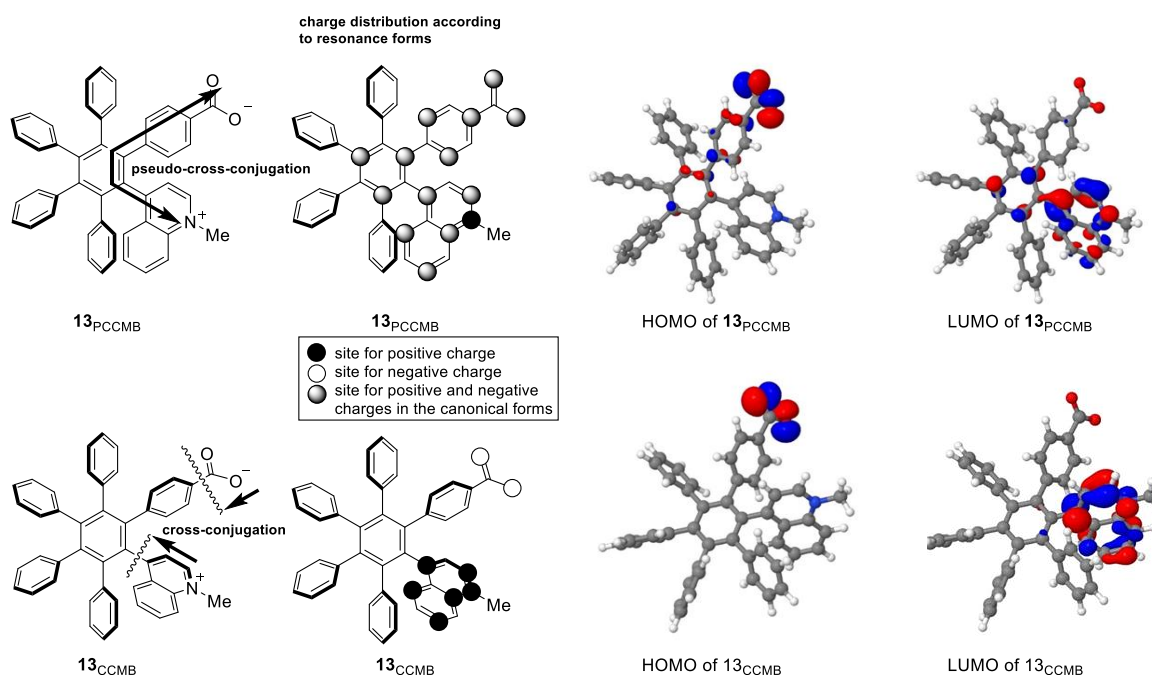 charge distribution according
to resonance forms
O
O
−
pseudo-cross-conjugation
N
+
Me
Me
13PCCMB
13PCCMB
HOMO of 13PCCMB
LUMO of 13PCCMB
site for positive charge
site for negative charge
site for positive and negative
charges in the canonical forms
O
O
−
cross-conjugation
N
+
Me
Me
13CCMB
13CCMB
HOMO of 13CCMB
LUMO of 13CCMB